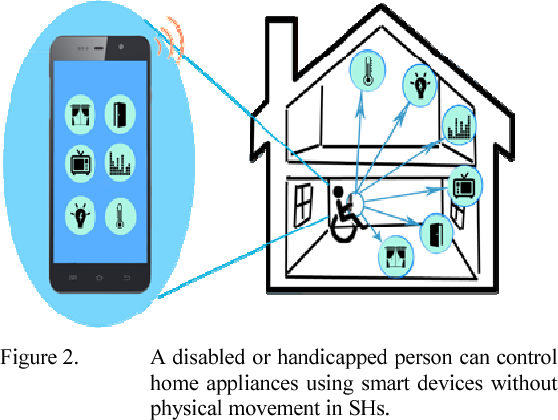 Figure 2. A disabled or handicapped person can control
home appliances using smart devices without
physical movement in SHs.